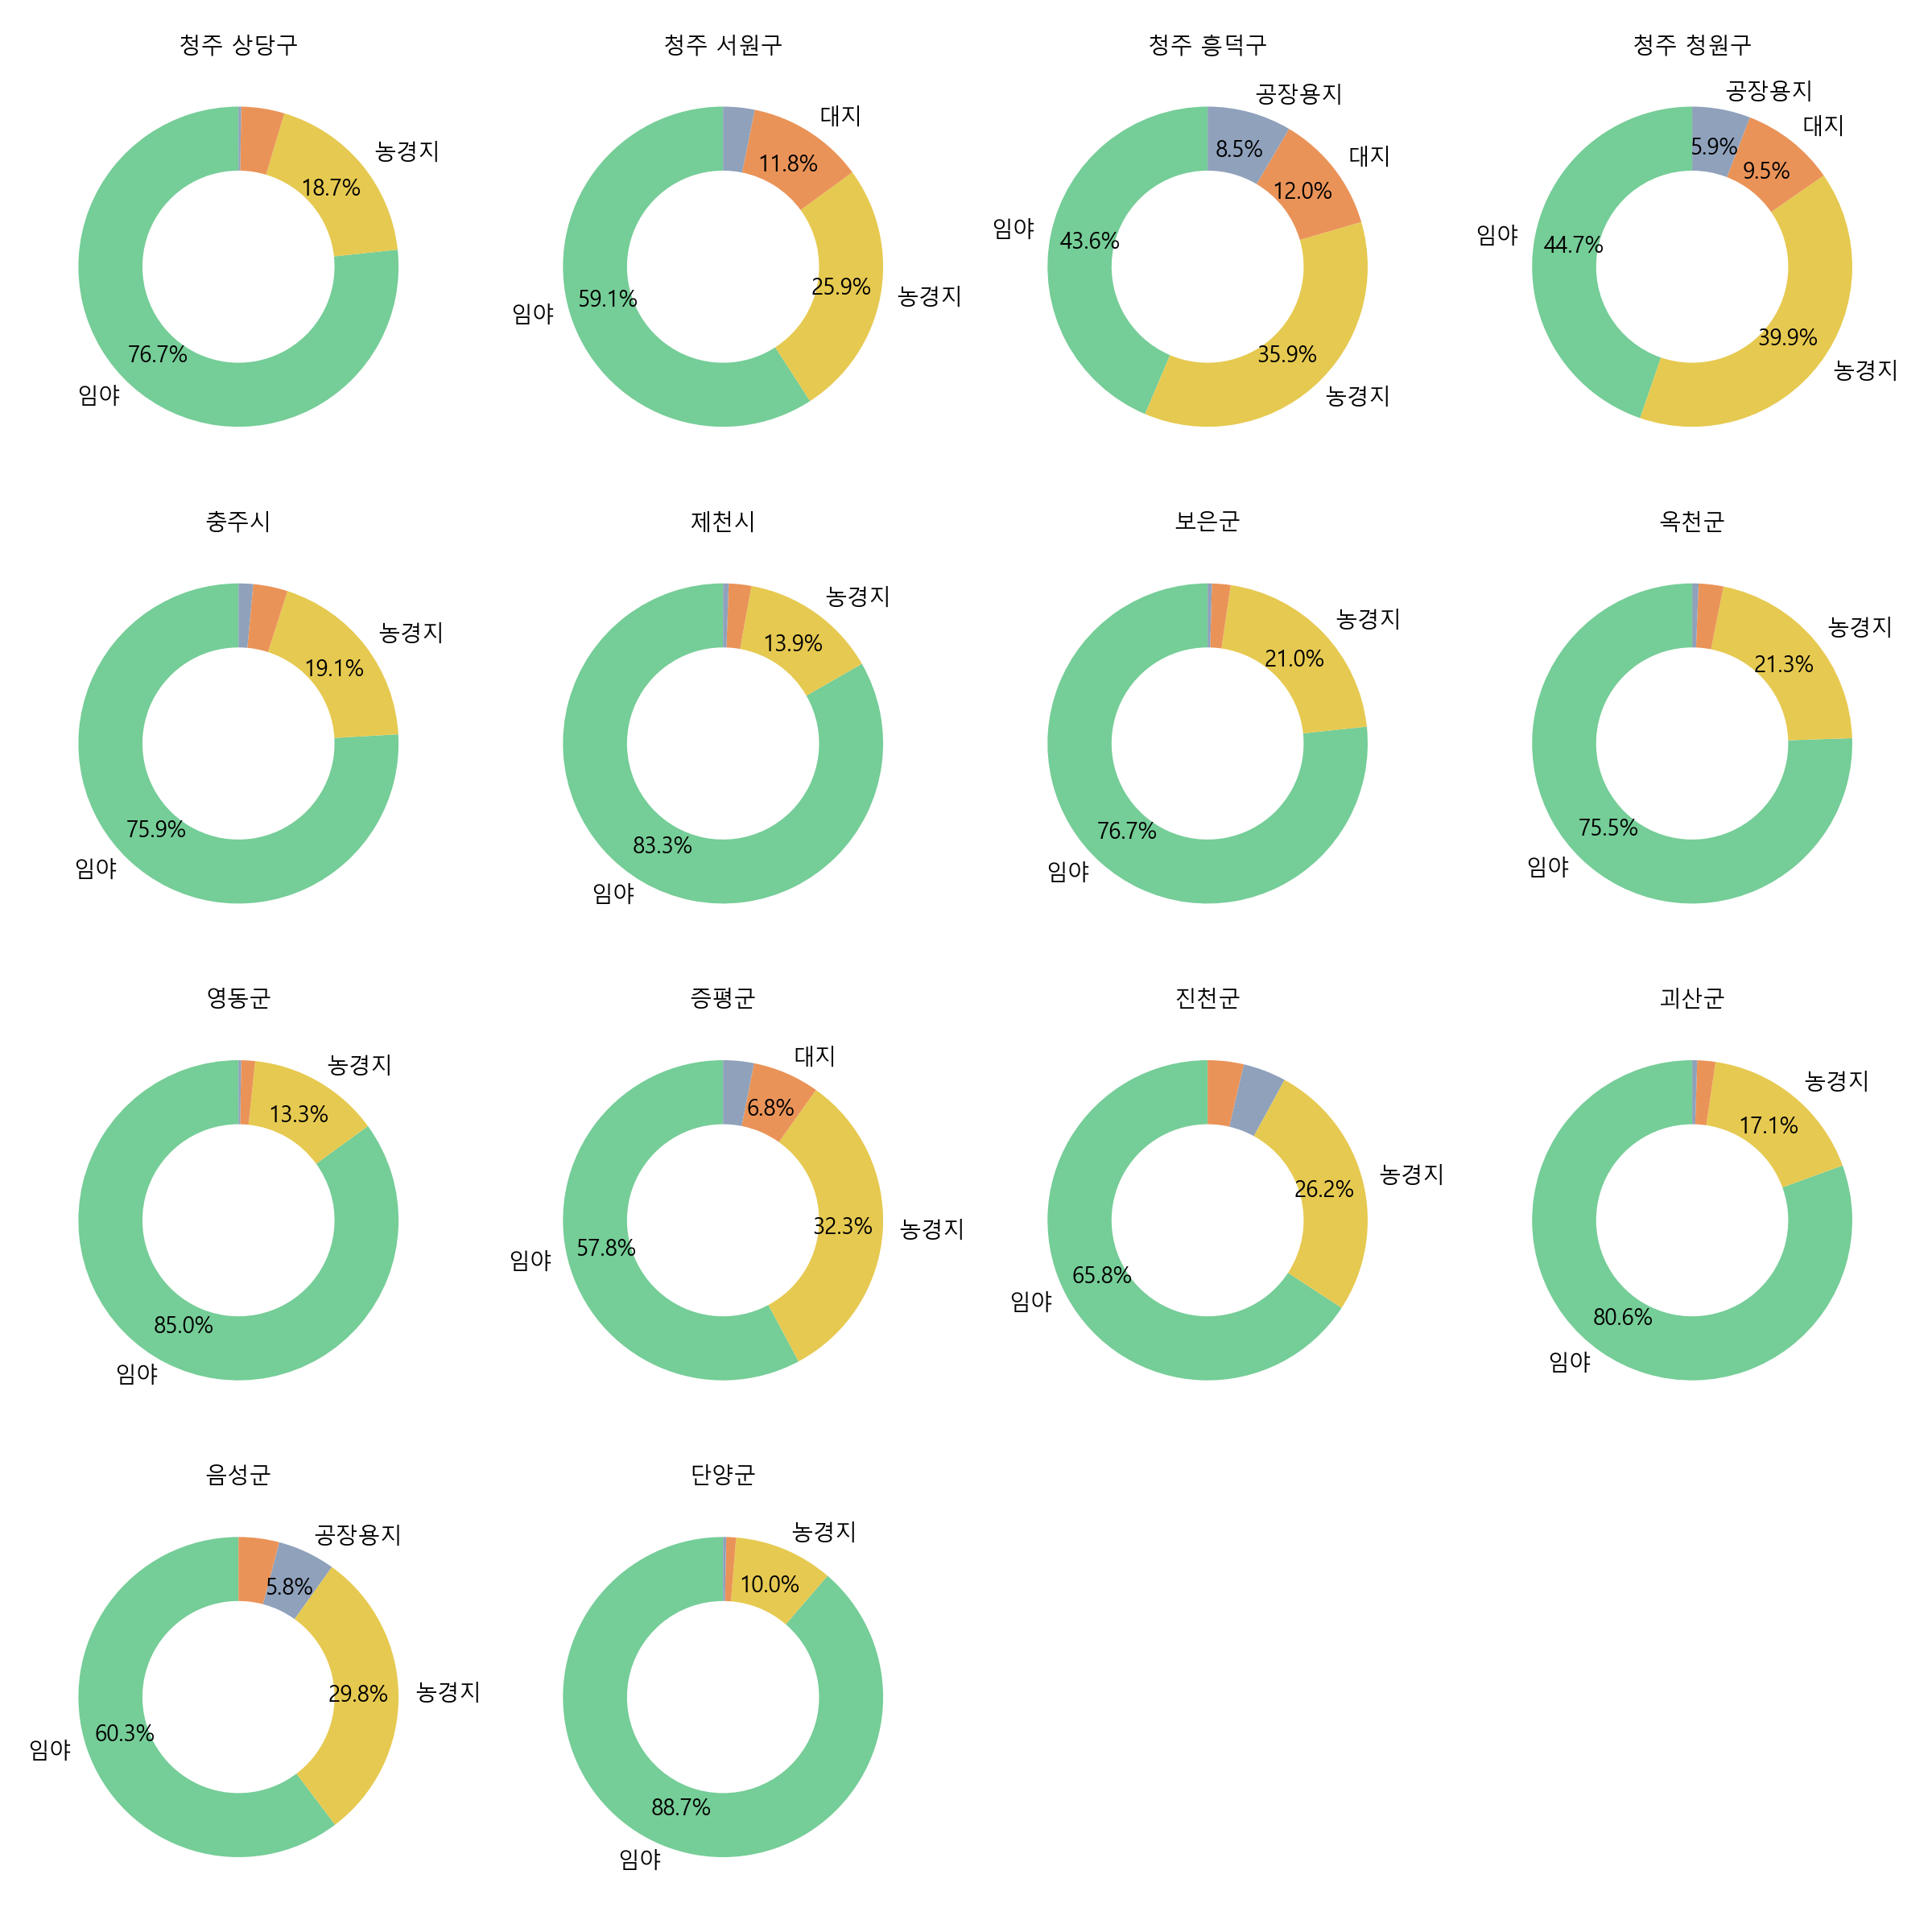 청주 상당구
농경지
18.7%
76.7%
임야
청주 서원구
대지
11.8%
25.9%
농경지
59.1%
임야
청주 흥덕구
공장용지
8.5%
대지
12.0%
임야
43.6%
35.9%
농경지
청주 청원구
공장용지
5.9%
대지
9.5%
임야
44.7%
39.9%
농경지
충주시
농경지
19.1%
75.9%
임야
제천시
농경지
13.9%
83.3%
임야
보은군
농경지
21.0%
76.7%
임야
옥천군
농경지
21.3%
75.5%
임야
영동군
농경지
13.3%
85.0%
임야
증평군
대지
6.8%
32.3%
농경지
57.8%
임야
진천군
농경지
26.2%
65.8%
임야
괴산군
농경지
17.1%
80.6%
임야
음성군
공장용지
5.8%
29.8%
농경지
60.3%
임야
단양군
농경지
10.0%
88.7%
임야